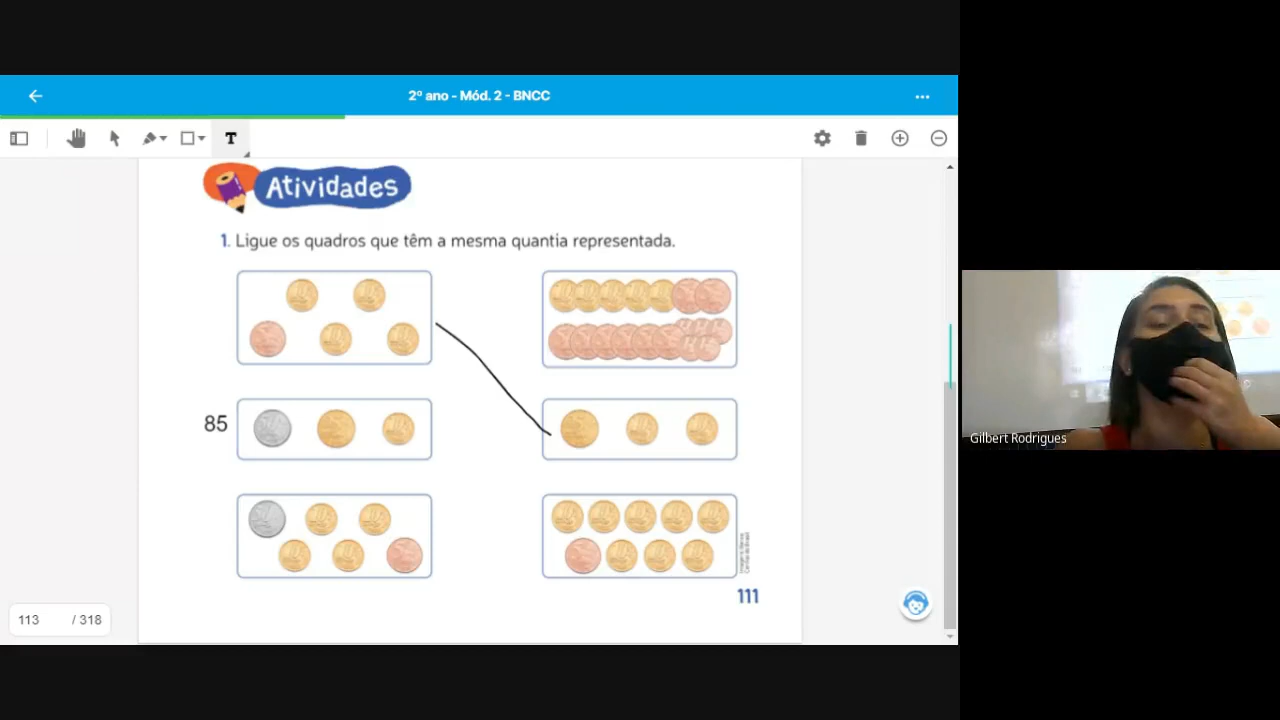 2º ano - Mód. 2 - BNCC
T
Atividades
1. Ligue os quadros que têm a mesma quantia representada.
85
111
113 / 318
Gilbert Rodrigues